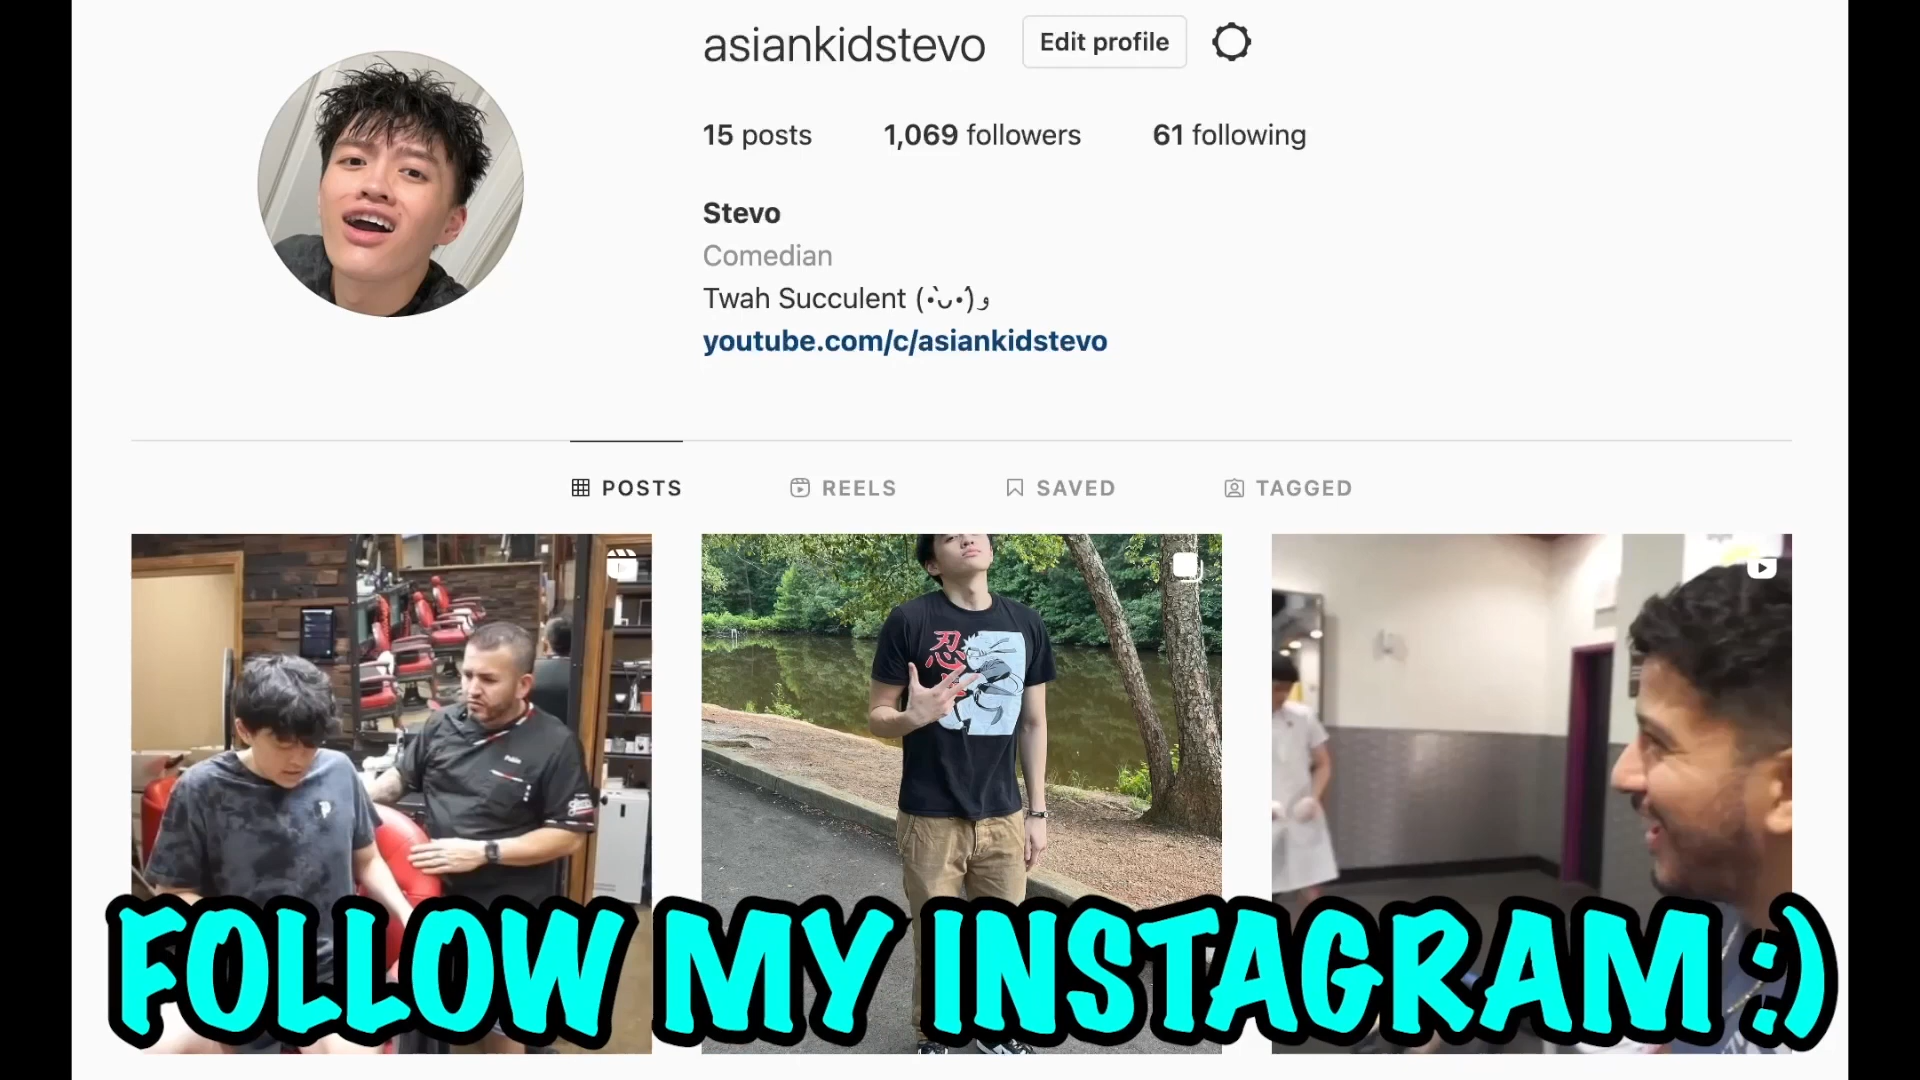 asiankidstevo Edit profile
15 posts 1,069 followers 61 following
Stevo
Comedian
Twah Succulent (•̀ᴗ•́)و
youtube.com/c/asiankidstevo
POSTS REELS SAVED TAGGED
忍
FOLLOW MY INSTAGRAM :)